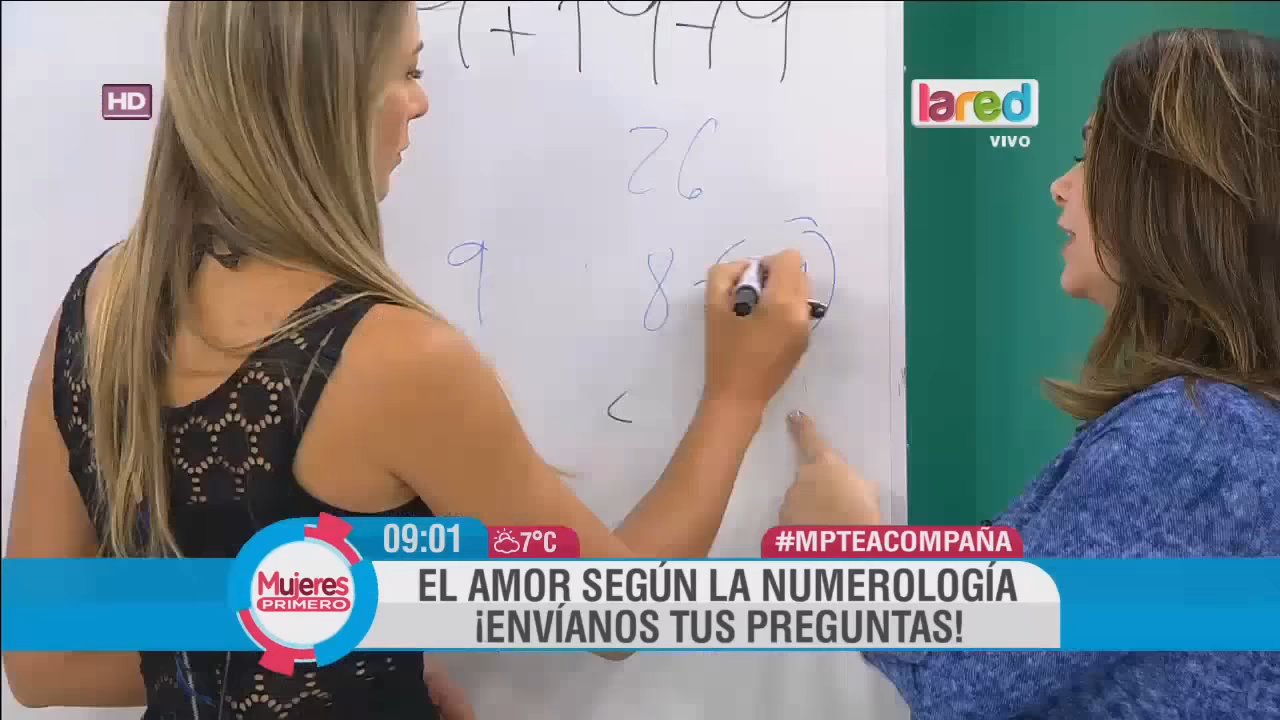 HD
lared
VIVO
26
9
8
<
09:01
7°C
#MPTEACOMPAÑA
Mujeres
PRIMERO
EL AMOR SEGÚN LA NUMEROLOGÍA
¡ENVÍANOS TUS PREGUNTAS!